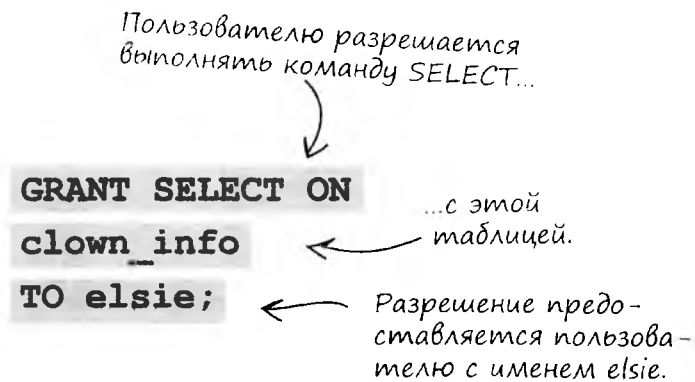 Пользователю разрешается
выполнять команду SELECT...
GRANT SELECT ON
clown_info
TO elsie;
...с этой
таблицей.
Разрешение предо-
ставляется пользова-
телю с именем elsie.